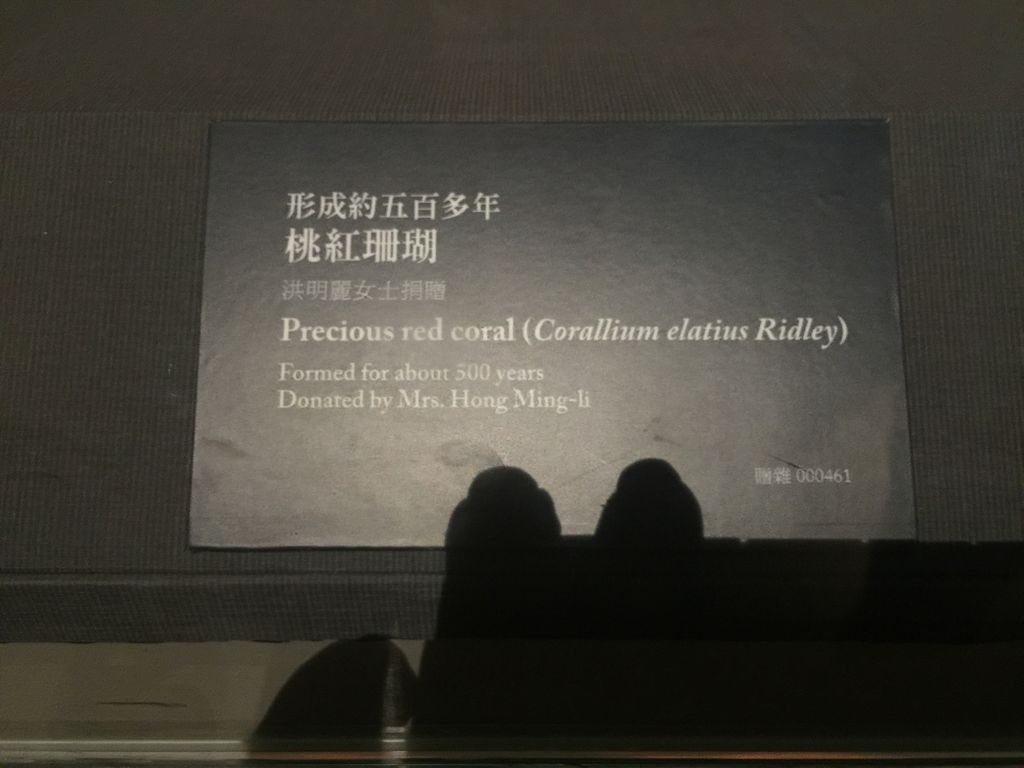 形成約五百多年
桃紅珊瑚
洪明麗女士捐贈
Precious red coral (Corallium elatius Ridley)
Formed for about 500 years
Donated by Mrs. Hong Ming-li
贈雜 000461